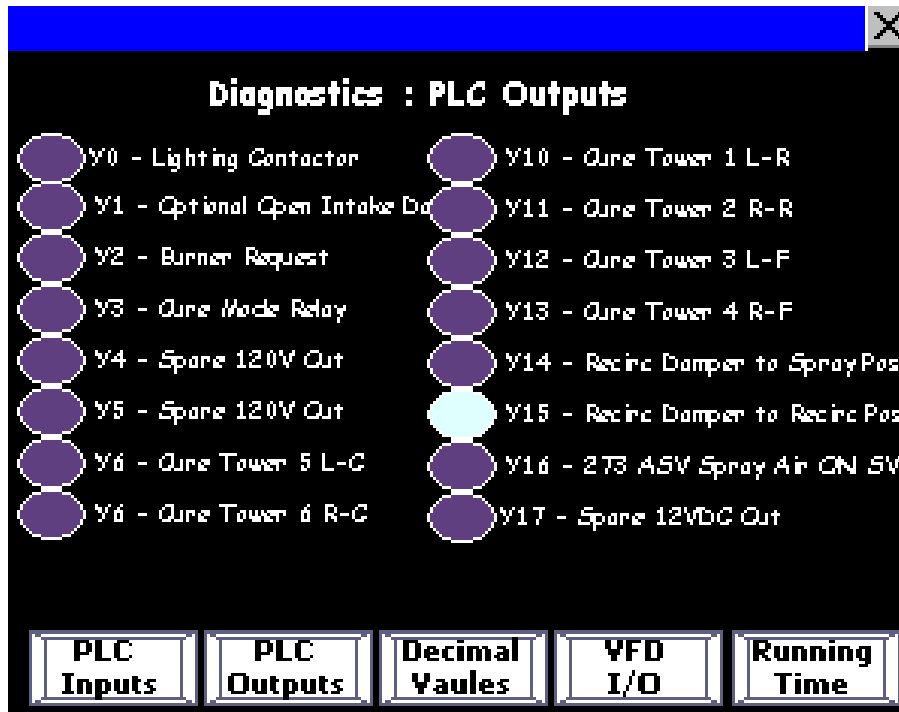 Diagnostics : PLC Outputs
Y0 - Lighting Contactor
Y1 - Optional Open Intake Da
Y2 - Burner Request
Y3 - Cure Mode Relay
Y4 - Spare 120V Out
Y5 - Spare 120V Out
Y6 - Cure Tower 5 L-C
Y6 - Cure Tower 6 R-C
Y10 - Cure Tower 1 L-R
Y11 - Cure Tower 2 R-R
Y12 - Cure Tower 3 L-F
Y13 - Cure Tower 4 R-F
Y14 - Recirc Damper to Spray Pos
Y15 - Recirc Damper to Recirc Pos
Y16 - 273 ASV Spray Air ON SV
Y17 - Spare 12VDC Out
PLC Inputs
PLC Outputs
Decimal Vaules
VFD I/O
Running Time